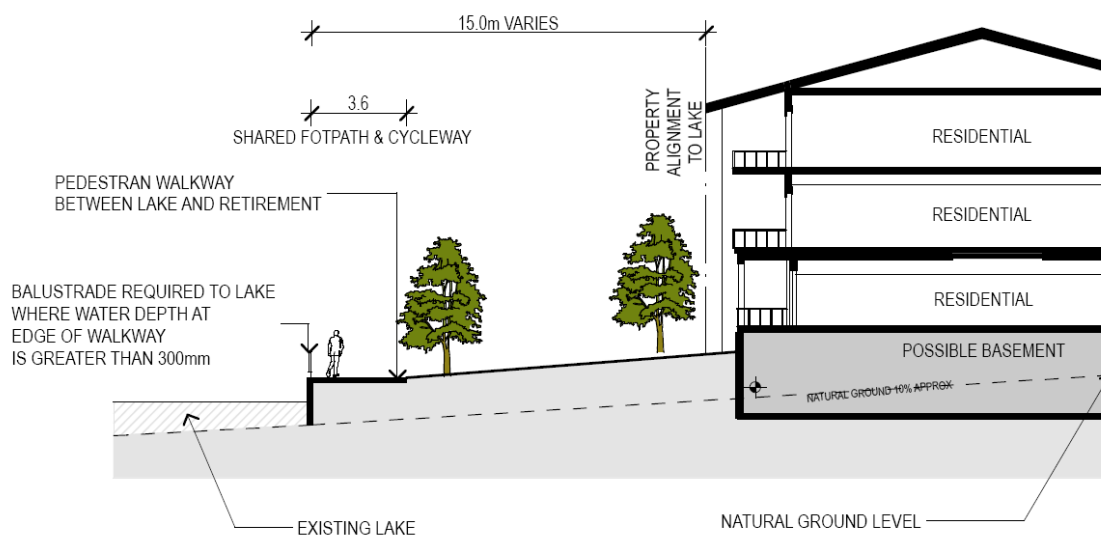 15.0m VARIES
3.6
SHARED FOTPATH & CYCLEWAY
PEDESTRAN WALKWAY
BETWEEN LAKE AND RETIREMENT
BALUSTRADE REQUIRED TO LAKE
WHERE WATER DEPTH AT
EDGE OF WALKWAY
IS GREATER THAN 300mm
PROPERTY
ALIGNMENT
TO LAKE
RESIDENTIAL
RESIDENTIAL
RESIDENTIAL
POSSIBLE BASEMENT
NATURAL GROUND 10% APPROX
EXISTING LAKE
NATURAL GROUND LEVEL